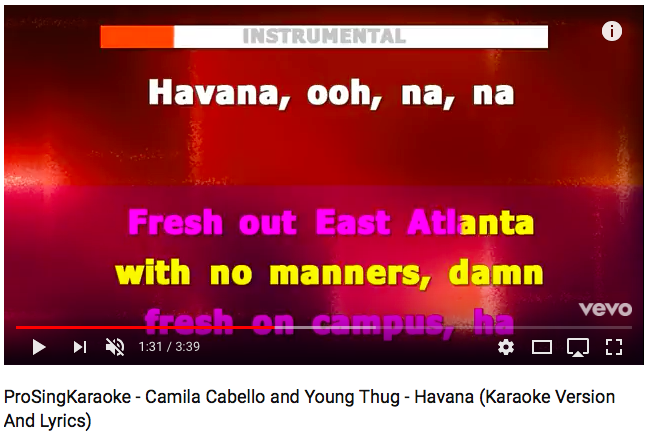 INSTRUMENTAL
Havana, ooh, na, na
Fresh out East Atlanta
with no manners, damn
fresh on campus, ha
vevo
1:31 / 3:39
ProSingKaraoke - Camila Cabello and Young Thug - Havana (Karaoke Version
And Lyrics)